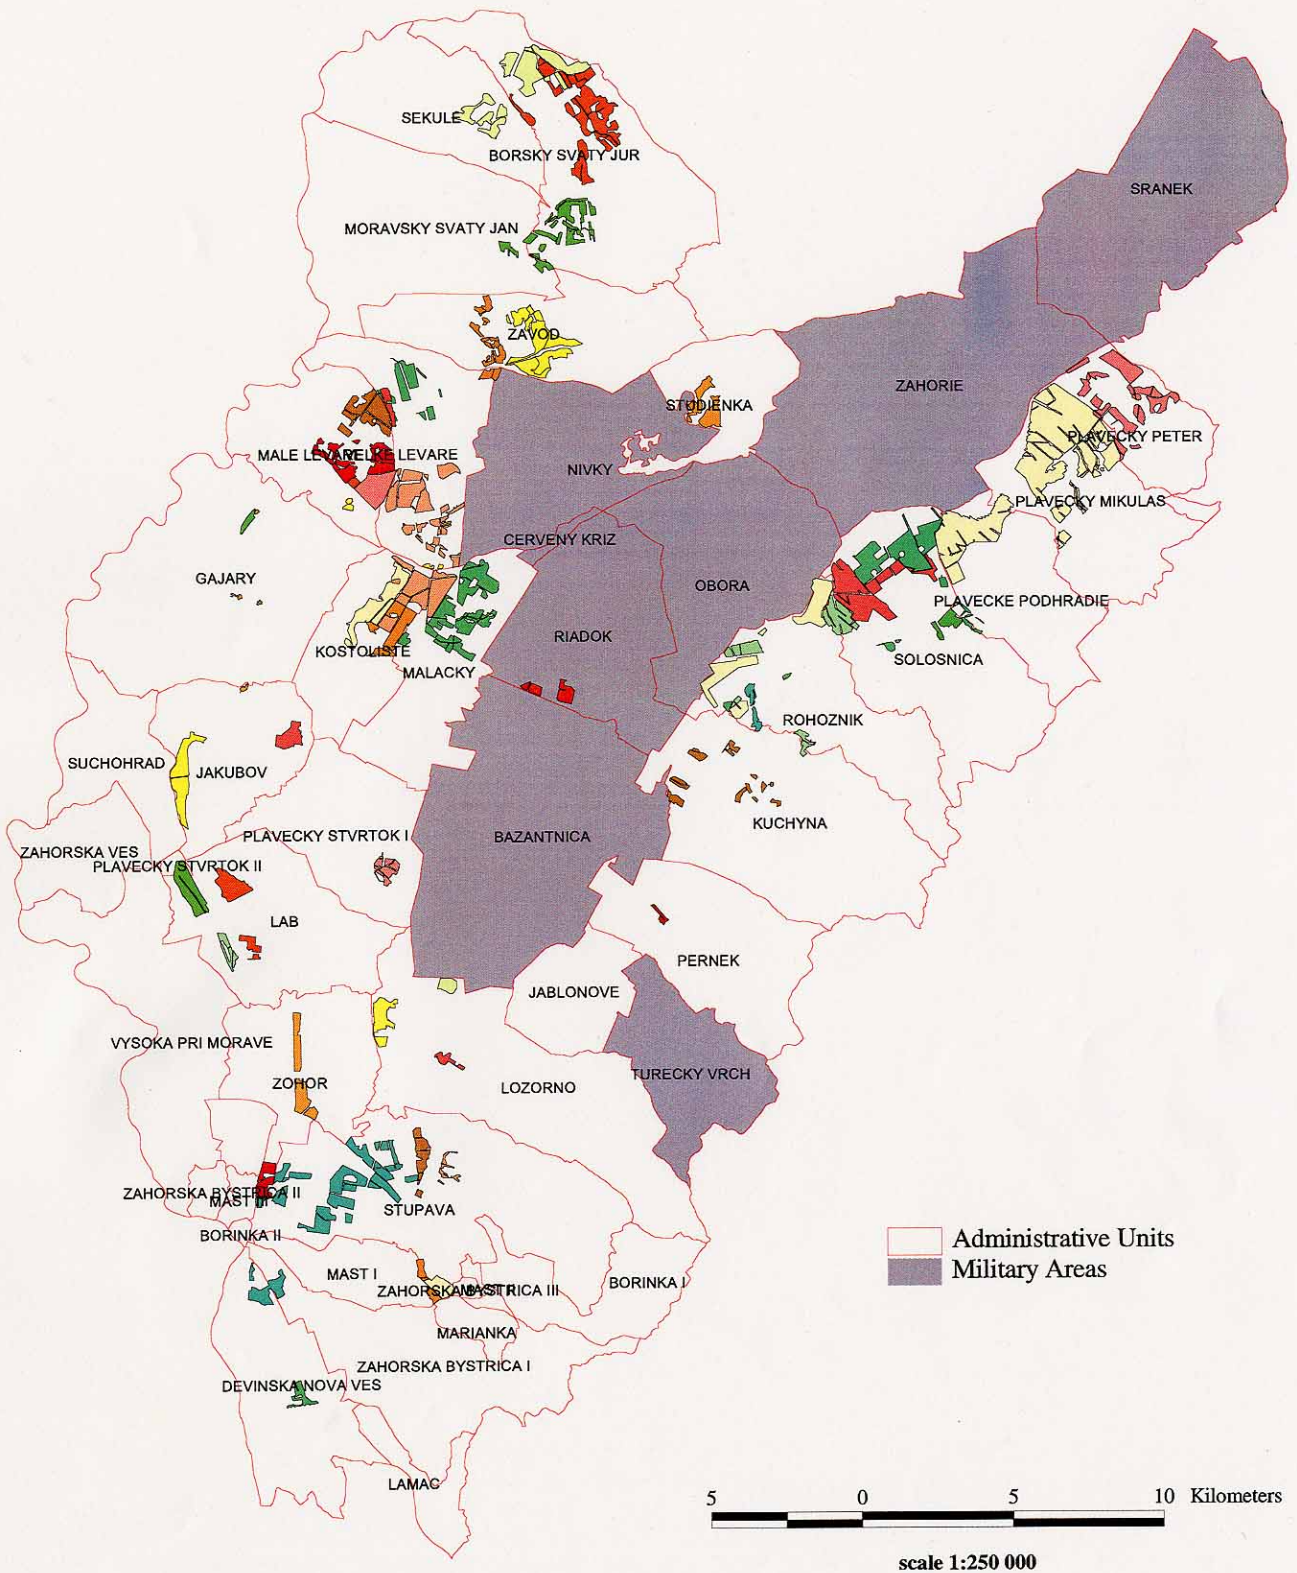 SEKULE
BORSKY SVATY JUR
SRANEK
MORAVSKY SVATY JAN
ZAVOD
ZAHORIE
STUDIENKA
PLAVECKY PETER
MALE LEVARE
VELKE LEVARE
NIVKY
PLAVECKY MIKULAS
CERVENY KRIZ
GAJARY
OBORA
PLAVECKE PODHRADIE
RIADOK
KOSTOLISTE
SOLOSNICA
MALACKY
ROHOZNIK
SUCHOHRAD
JAKUBOV
KUCHYNA
PLAVECKY STVRTOK I
BAZANTNICA
ZAHORSKA VES
PLAVECKY STVRTOK II
LAB
PERNEK
JABLONOVE
VYSOKA PRI MORAVE
TURECKY VRCH
ZOHOR
LOZORNO
ZAHORSKA BYSTRICA II
MAST III
STUPAVA
BORINKA II
Administrative Units
Military Areas
MAST I
BORINKA I
ZAHORSKA BYSTRICA III
MAST II
MARIANKA
ZAHORSKA BYSTRICA I
DEVINSKA NOVA VES
LAMAC
5 0 5 10 Kilometers
scale 1:250 000